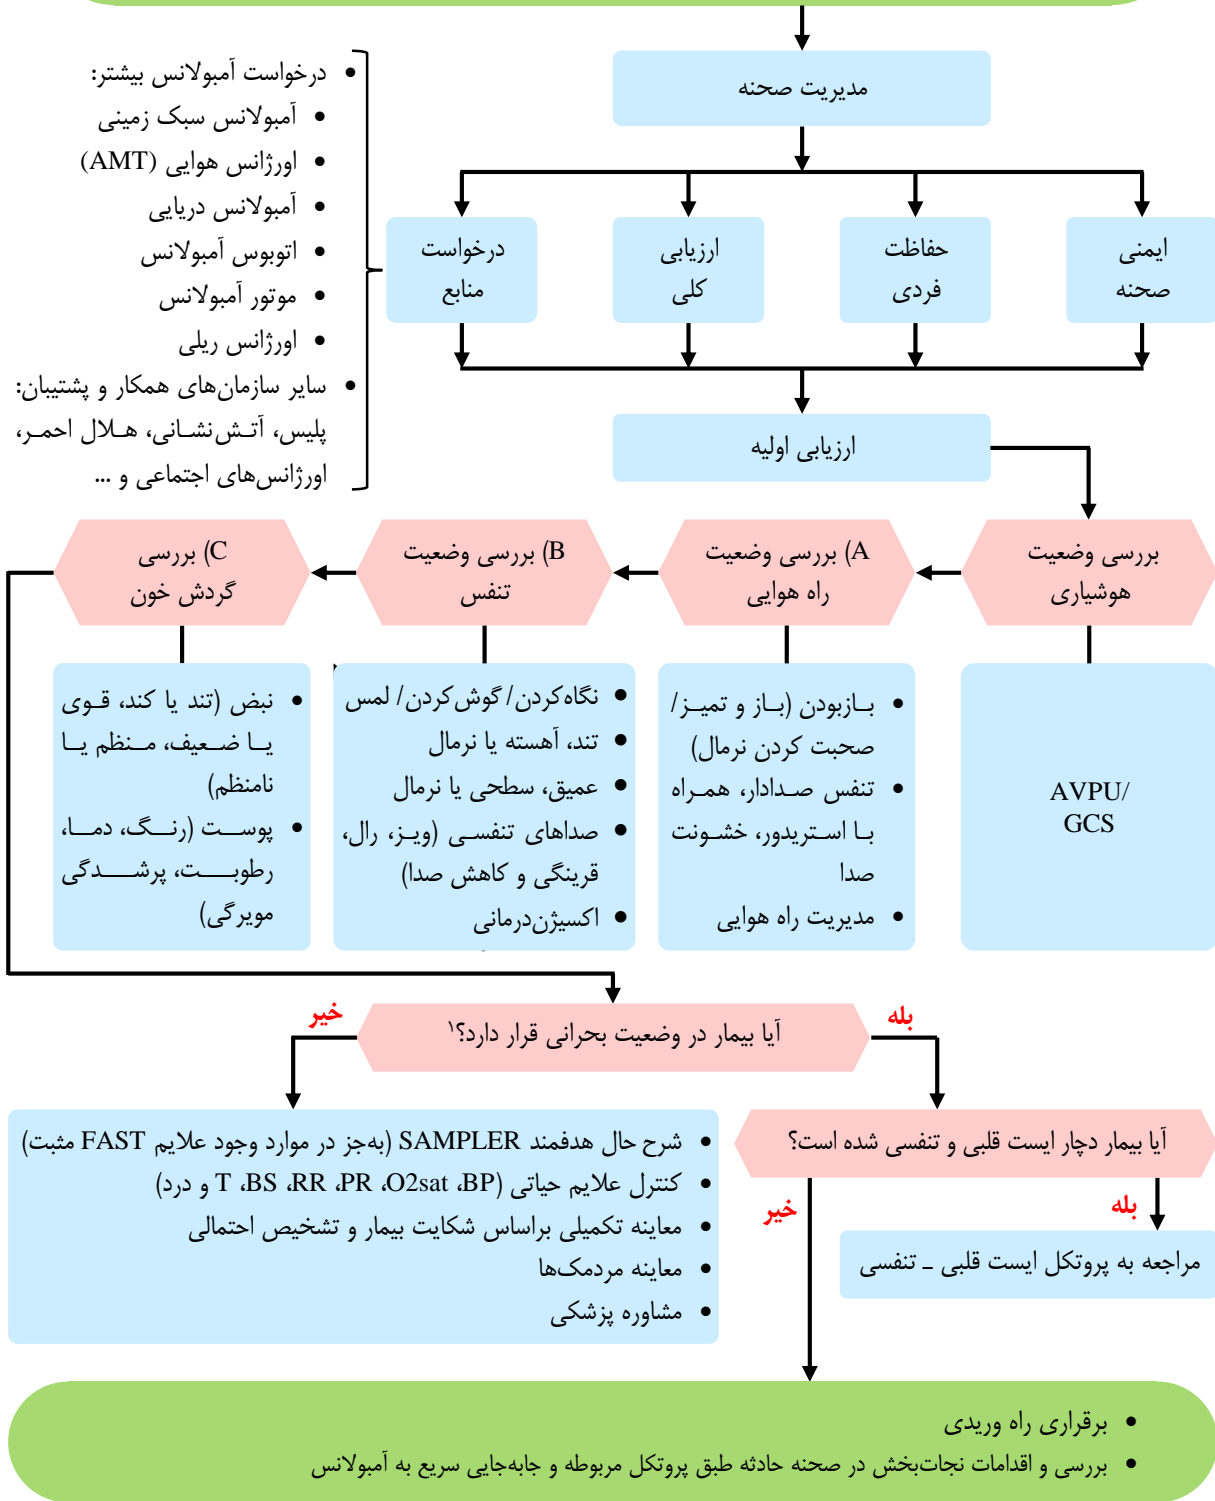 مدیریت صحنه
ایمنی
صحنه
حفاظت
فردی
ارزیابی
کلی
درخواست
منابع
• درخواست آمبولانس بیشتر:
• آمبولانس سبک زمینی
• اورژانس هوایی (AMT)
• آمبولانس دریایی
• اتوبوس آمبولانس
• موتور آمبولانس
• اورژانس ریلی
• سایر سازمان‌های همکار و پشتیبان:
پلیس، آتش‌نشانی، هلال احمر،
اورژانس‌های اجتماعی و ...
ارزیابی اولیه
بررسی وضعیت
هوشیاری
A) بررسی وضعیت
راه هوایی
B) بررسی وضعیت
تنفس
C) بررسی
گردش خون
AVPU/
GCS
• بازبودن (باز و تمیز/
صحبت کردن نرمال)
• تنفس صدادار، همراه
با استریدور، خشونت
صدا
• مدیریت راه هوایی
• نگاه‌کردن/ گوش‌کردن/ لمس
• تند، آهسته یا نرمال
• عمیق، سطحی یا نرمال
• صداهای تنفسی (ویز، رال،
قرینگی و کاهش صدا)
• اکسیژن‌درمانی
• نبض (تند یا کند، قوی
یا ضعیف، منظم یا
نامنظم)
• پوست (رنگ، دما،
رطوبت، پرشدگی
مویرگی)
آیا بیمار در وضعیت بحرانی قرار دارد؟۱
بله
خیر
آیا بیمار دچار ایست قلبی و تنفسی شده است؟
بله
خیر
مراجعه به پروتکل ایست قلبی ـ تنفسی
• شرح حال هدفمند SAMPLER (به‌جز در موارد وجود علایم FAST مثبت)
• کنترل علایم حیاتی (BP، O2sat، PR، RR، BS، T و درد)
• معاینه تکمیلی براساس شکایت بیمار و تشخیص احتمالی
• معاینه مردمک‌ها
• مشاوره پزشکی
• برقراری راه وریدی
• بررسی و اقدامات نجات‌بخش در صحنه حادثه طبق پروتکل مربوطه و جابه‌جایی سریع به آمبولانس